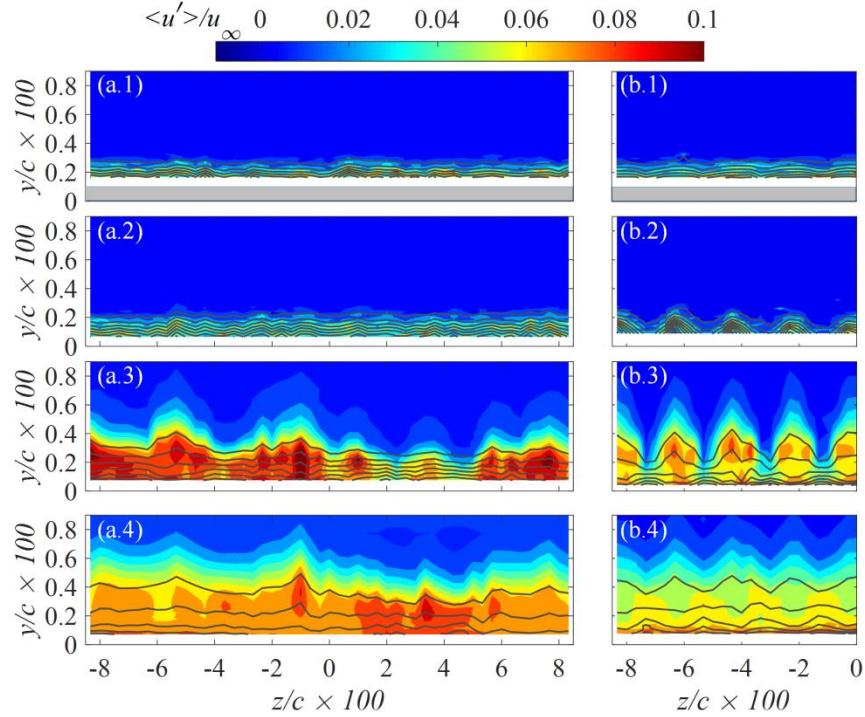 <u'>/u∞ 0 0.02 0.04 0.06 0.08 0.1
(a.1) (b.1)
y/c × 100
0.8
0.6
0.4
0.2
0
(a.2) (b.2)
y/c × 100
0.8
0.6
0.4
0.2
0
(a.3) (b.3)
y/c × 100
0.8
0.6
0.4
0.2
0
(a.4) (b.4)
y/c × 100
0.8
0.6
0.4
0.2
0
-8 -6 -4 -2 0 2 4 6 8 -8 -6 -4 -2 0
z/c × 100 z/c × 100